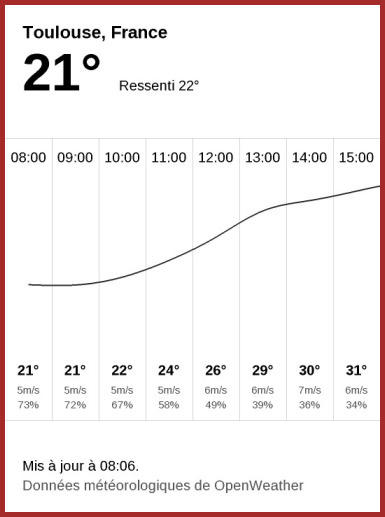 Toulouse, France
21° Ressenti 22°
08:00 09:00 10:00 11:00 12:00 13:00 14:00 15:00
21° 21° 22° 24° 26° 29° 30° 31°
5m/s 5m/s 5m/s 5m/s 6m/s 6m/s 7m/s 6m/s
73% 72% 67% 58% 49% 39% 36% 34%
Mis à jour à 08:06.
Données météorologiques de OpenWeather